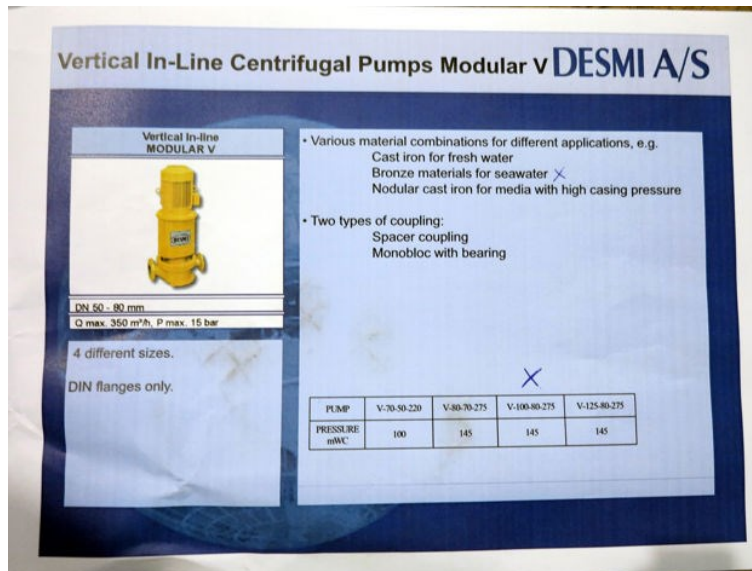 Vertical In-Line Centrifugal Pumps Modular V DESMI A/S
Vertical In-line
MODULAR V
DESMI
DN 50 - 80 mm
Q max. 350 m³/h, P max. 15 bar
4 different sizes.
DIN flanges only.
• Various material combinations for different applications, e.g.
Cast iron for fresh water
Bronze materials for seawater X
Nodular cast iron for media with high casing pressure
• Two types of coupling:
Spacer coupling
Monobloc with bearing
X
PUMP V-70-50-220 V-80-70-275 V-100-80-275 V-125-80-275
PRESSURE mWC 100 145 145 145